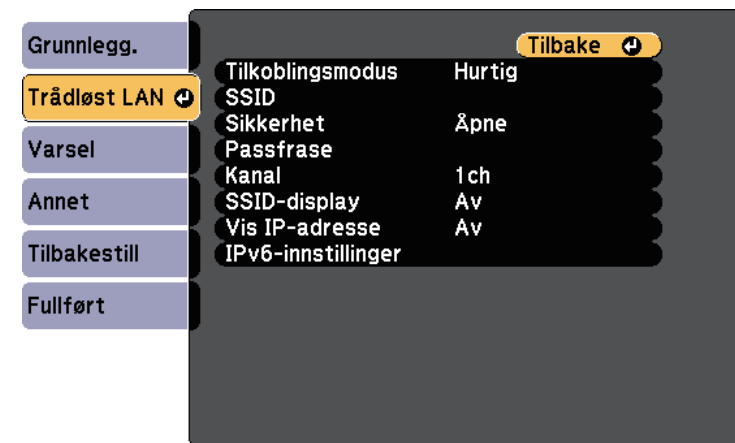 Grunnlegg.
Trådløst LAN
Varsel
Annet
Tilbakestill
Fullført
Tilbake
Tilkoblingsmodus Hurtig
SSID
Sikkerhet Åpne
Passfrase
Kanal 1ch
SSID-display Av
Vis IP-adresse Av
IPv6-innstillinger